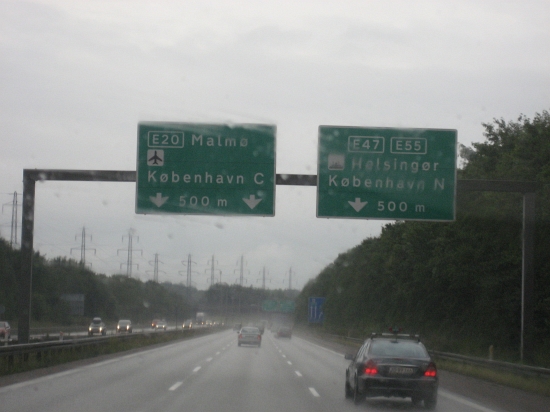 E20 Malmø
København C
500 m
E47 E55
Helsingør
København N
500 m